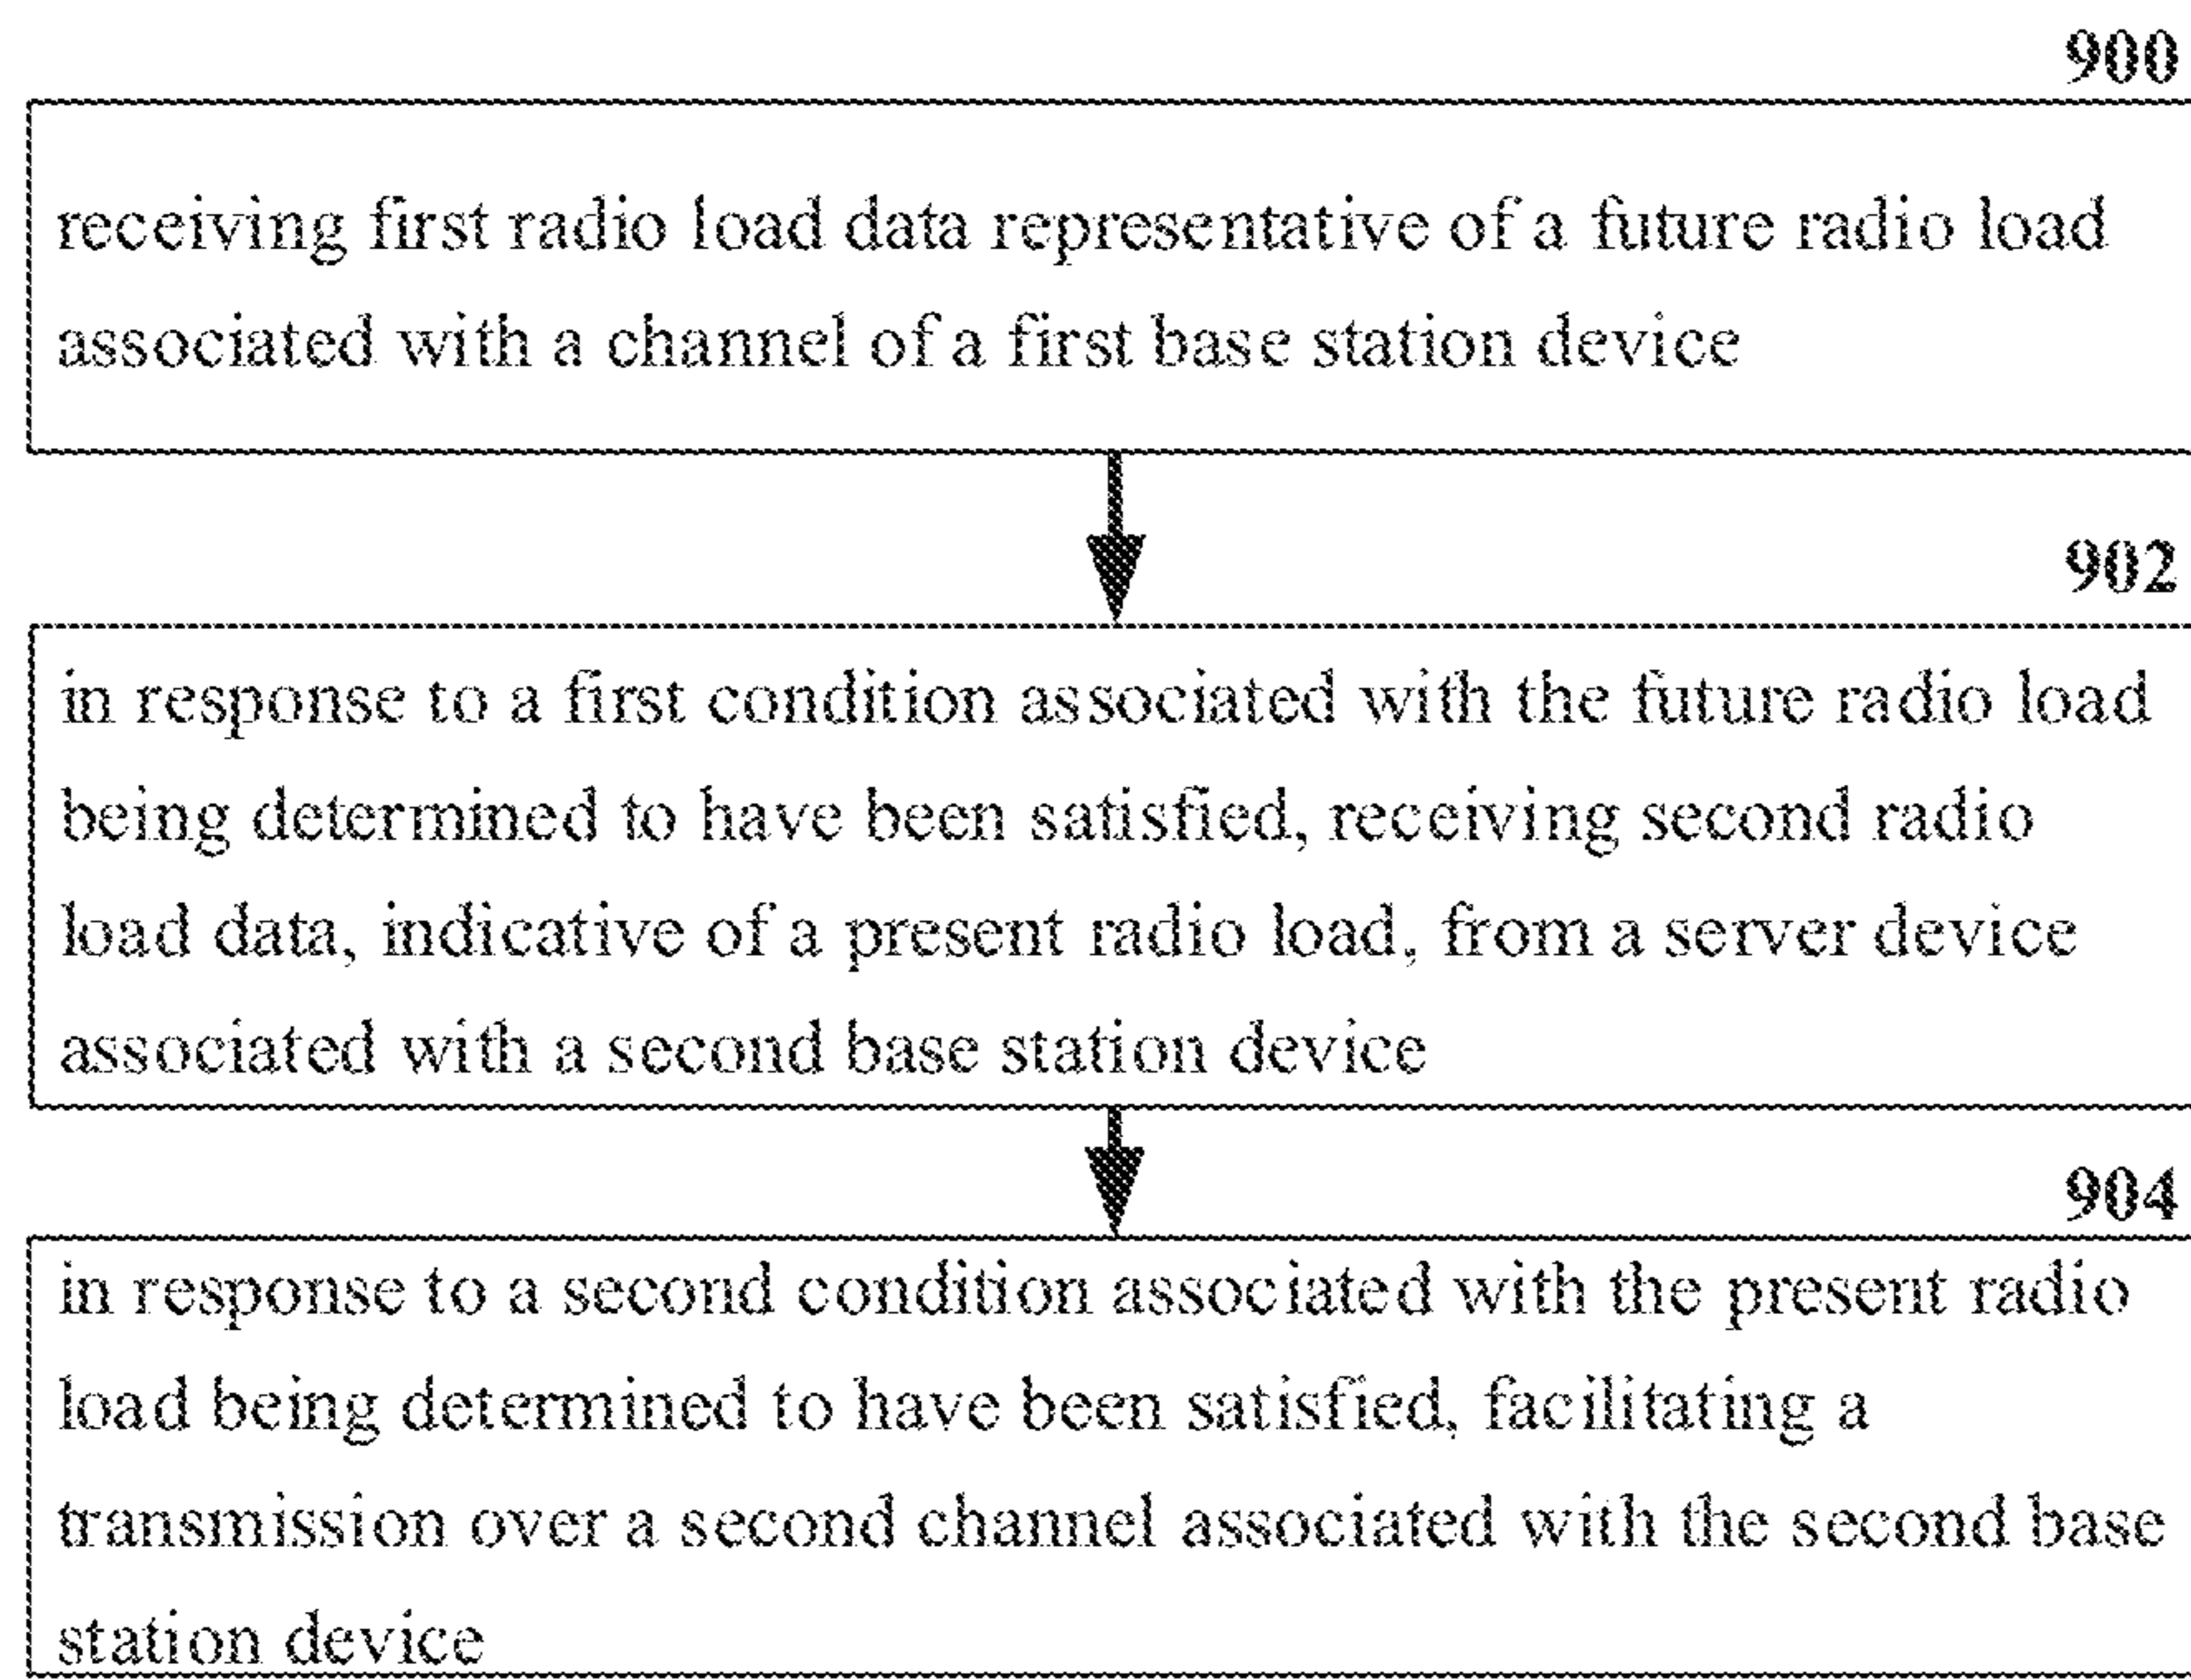 900
receiving first radio load data representative of a future radio load
associated with a channel of a first base station device
902
in response to a first condition associated with the future radio load
being determined to have been satisfied, receiving second radio
load data, indicative of a present radio load, from a server device
associated with a second base station device
904
in response to a second condition associated with the present radio
load being determined to have been satisfied, facilitating a
transmission over a second channel associated with the second base
station device